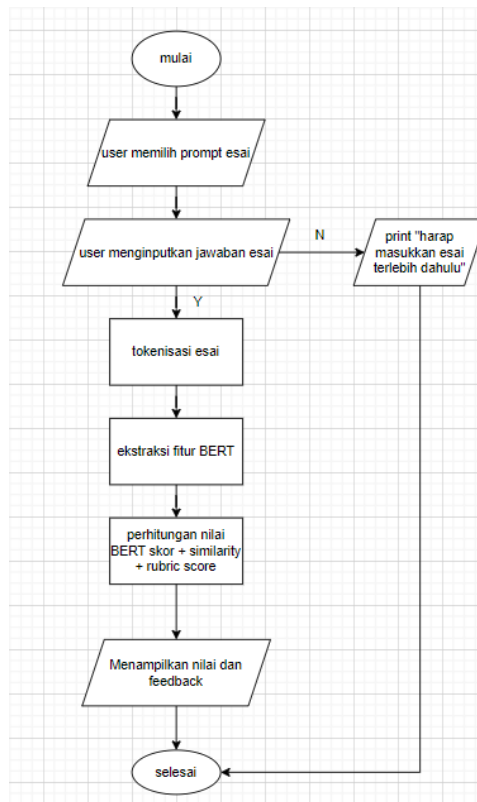 mulai
user memilih prompt esai
user menginputkan jawaban esai
N
print "harap
masukkan esai
terlebih dahulu"
Y
tokenisasi esai
ekstraksi fitur BERT
perhitungan nilai
BERT skor + similarity
+ rubric score
Menampilkan nilai dan
feedback
selesai